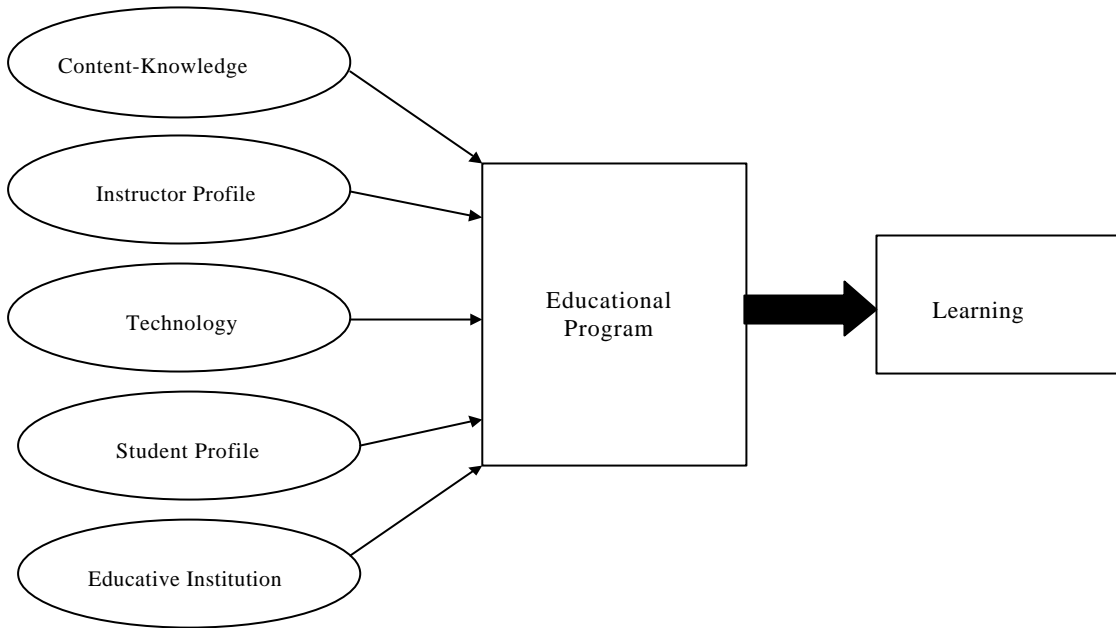 Content-Knowledge
Instructor Profile
Technology
Student Profile
Educative Institution
Educational
Program
Learning